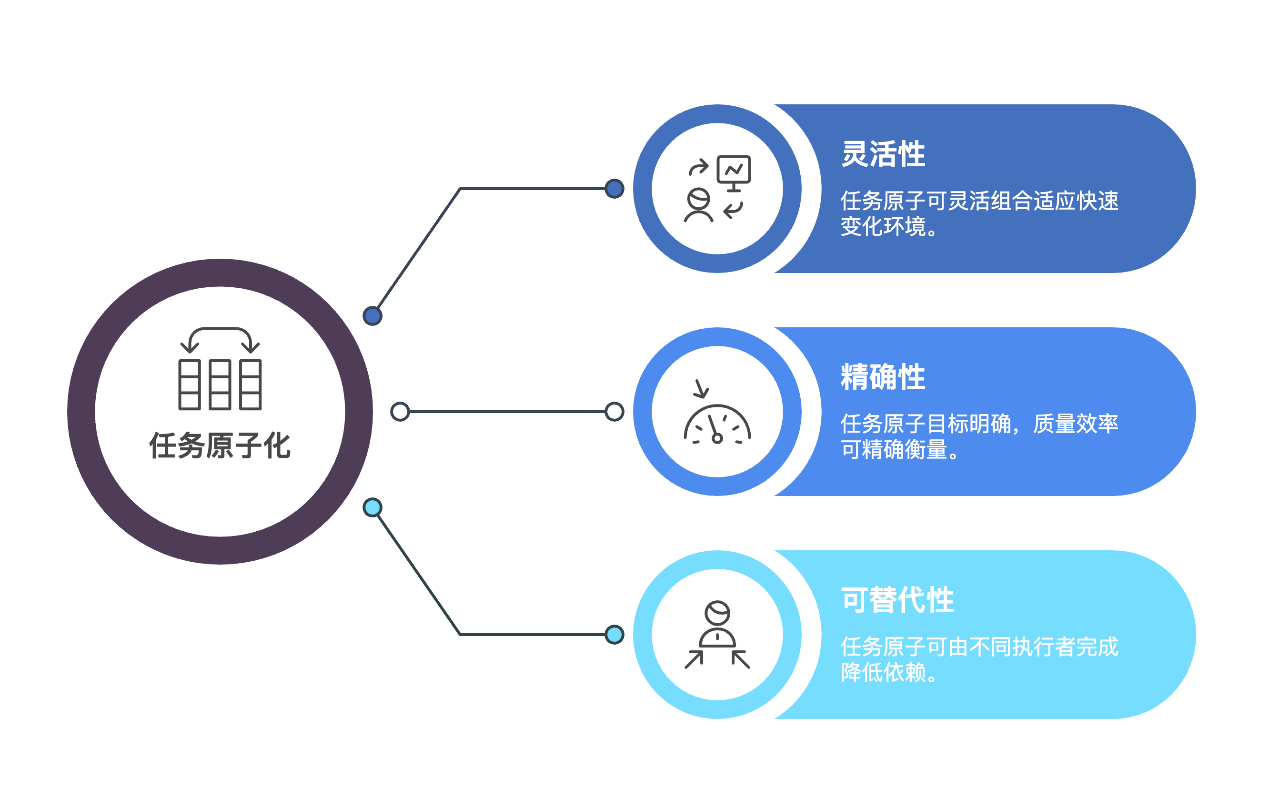 任务原子化
灵活性
任务原子可灵活组合适应快速
变化环境。
精确性
任务原子目标明确，质量效率
可精确衡量。
可替代性
任务原子可由不同执行者完成
降低依赖。